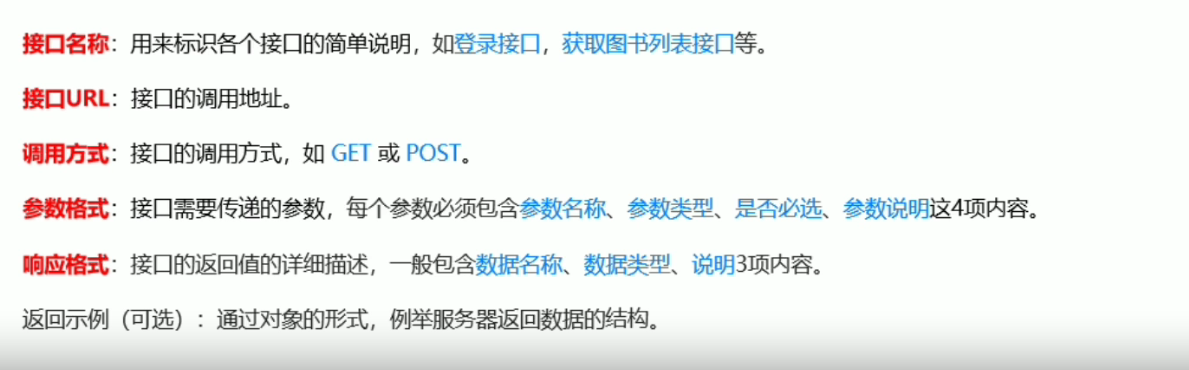 接口名称：用来标识各个接口的简单说明，如登录接口，获取图书列表接口等。
接口URL：接口的调用地址。
调用方式：接口的调用方式，如 GET 或 POST。
参数格式：接口需要传递的参数，每个参数必须包含参数名称、参数类型、是否必选、参数说明这4项内容。
响应格式：接口的返回值的详细描述，一般包含数据名称、数据类型、说明3项内容。
返回示例（可选）：通过对象的形式，例举服务器返回数据的结构。